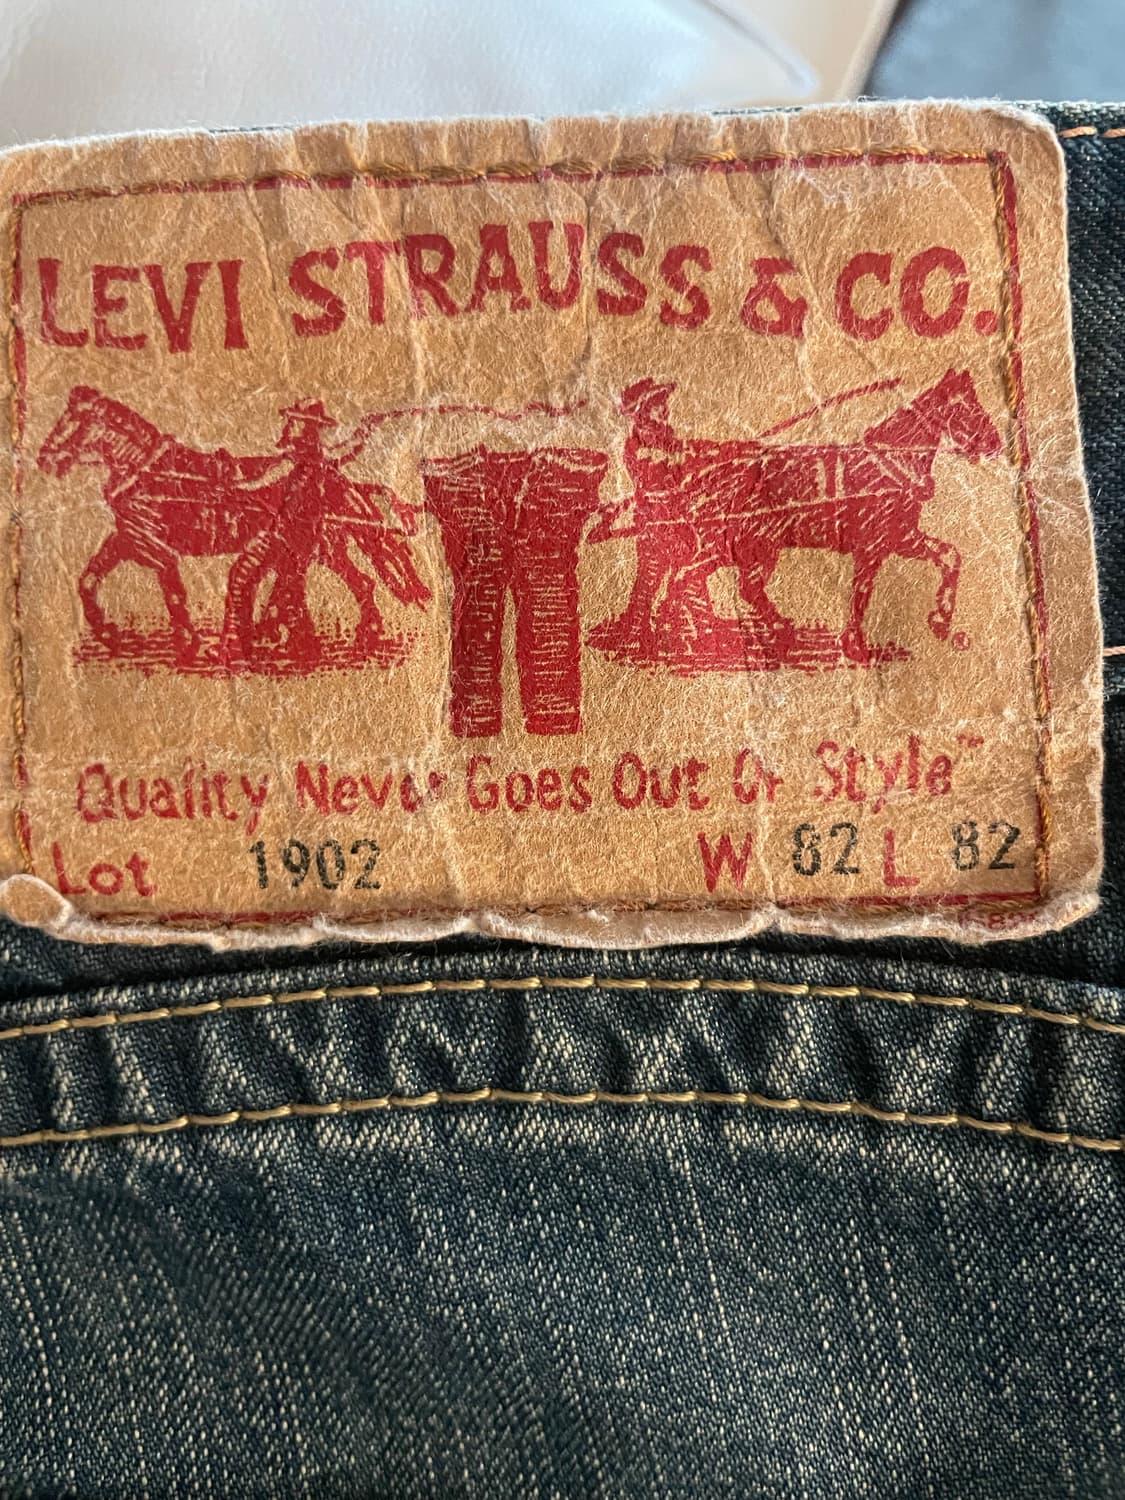 LEVI STRAUSS & CO.
Quality Never Goes Out Of Style™
Lot 1902 W 82 L 82